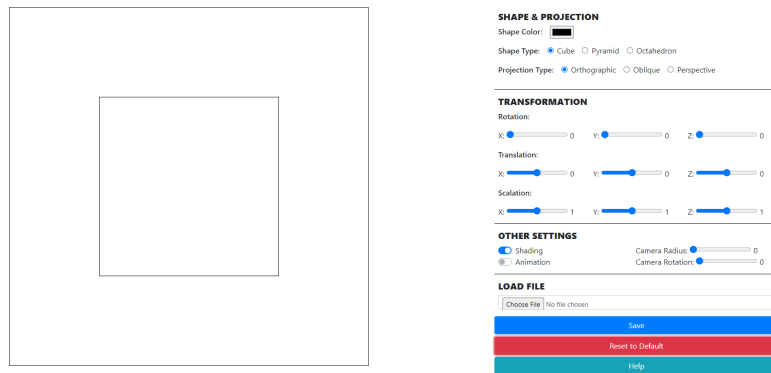 SHAPE & PROJECTION
Shape Color:
Shape Type: Cube Pyramid Octahedron
Projection Type: Orthographic Oblique Perspective
TRANSFORMATION
Rotation:
X: 0 Y: 0 Z: 0
Translation:
X: 0 Y: 0 Z: 0
Scalation:
X: 1 Y: 1 Z: 1
OTHER SETTINGS
Shading Camera Radius: 0
Animation Camera Rotation: 0
LOAD FILE
Choose File No file chosen
Save
Reset to Default
Help